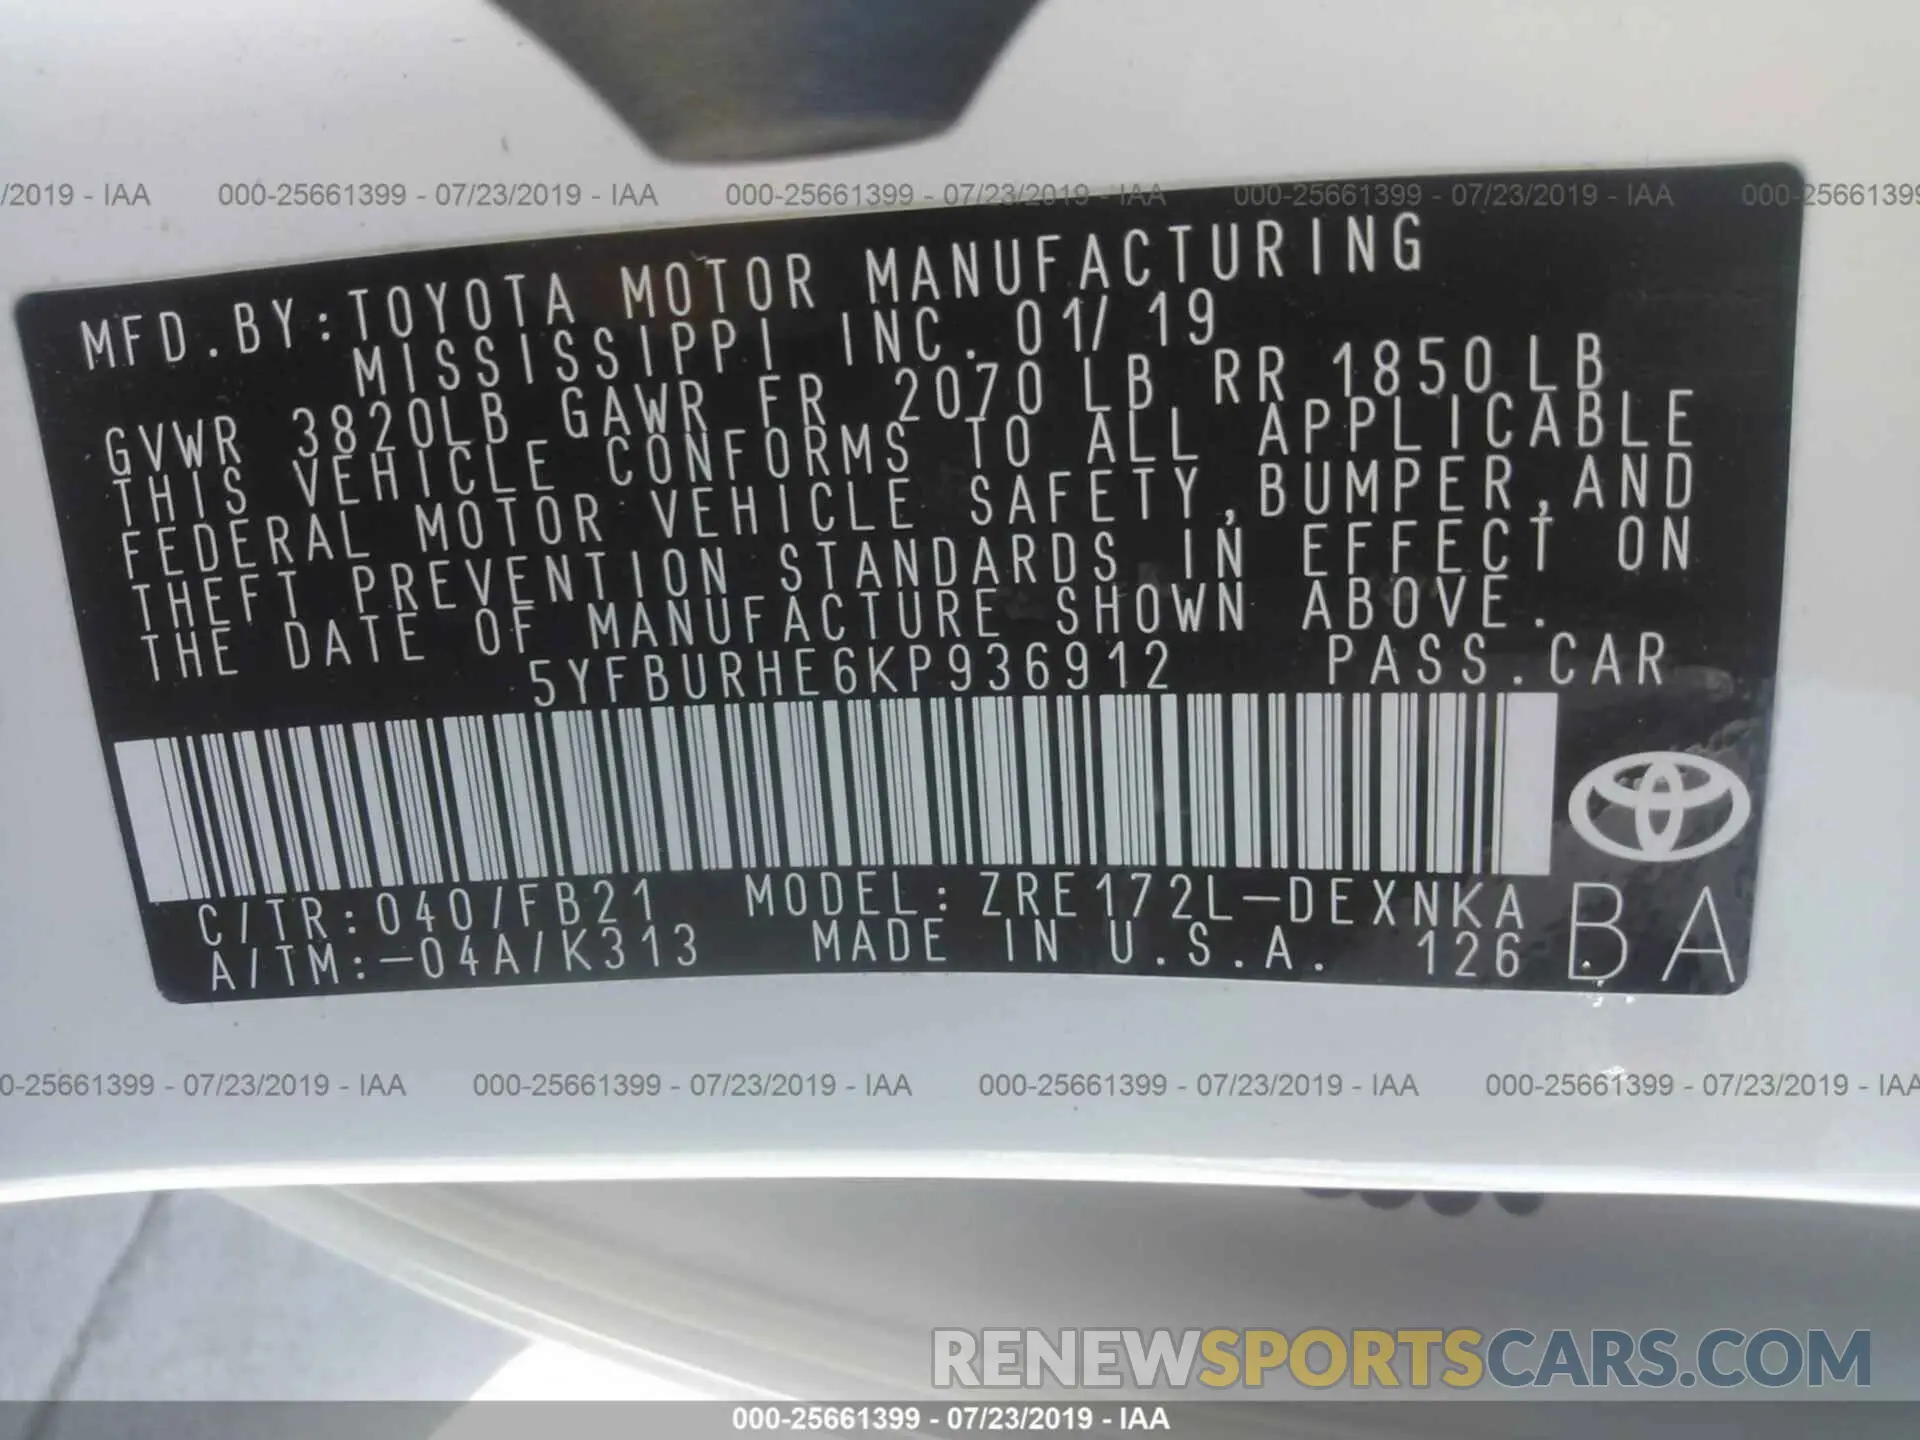 /2019 - IAA 000-25661399 - 07/23/2019 - IAA 000-25661399 - 07/23/2019 - IAA 000-25661399 - 07/23/2019 - IAA 000-25661399
MFD.BY:TOYOTA MOTOR MANUFACTURING
MISSISSIPPI INC. 01/19
GVWR 3820LB GAWR FR 2070LB RR 1850LB
THIS VEHICLE CONFORMS TO ALL APPLICABLE
FEDERAL MOTOR VEHICLE SAFETY,BUMPER,AND
THEFT PREVENTION STANDARDS IN EFFECT ON
THE DATE OF MANUFACTURE SHOWN ABOVE.
5YFBURHE6KP936912 PASS.CAR
C/TR:040/FB21 MODEL:ZRE172L-DEXNKA
A/TM:-04A/K313 MADE IN U.S.A. 126 BA
0-25661399 - 07/23/2019 - IAA 000-25661399 - 07/23/2019 - IAA 000-25661399 - 07/23/2019 - IAA 000-25661399 - 07/23/2019 - IAA
RENEWSPORTSCARS.COM
000-25661399 - 07/23/2019 - IAA